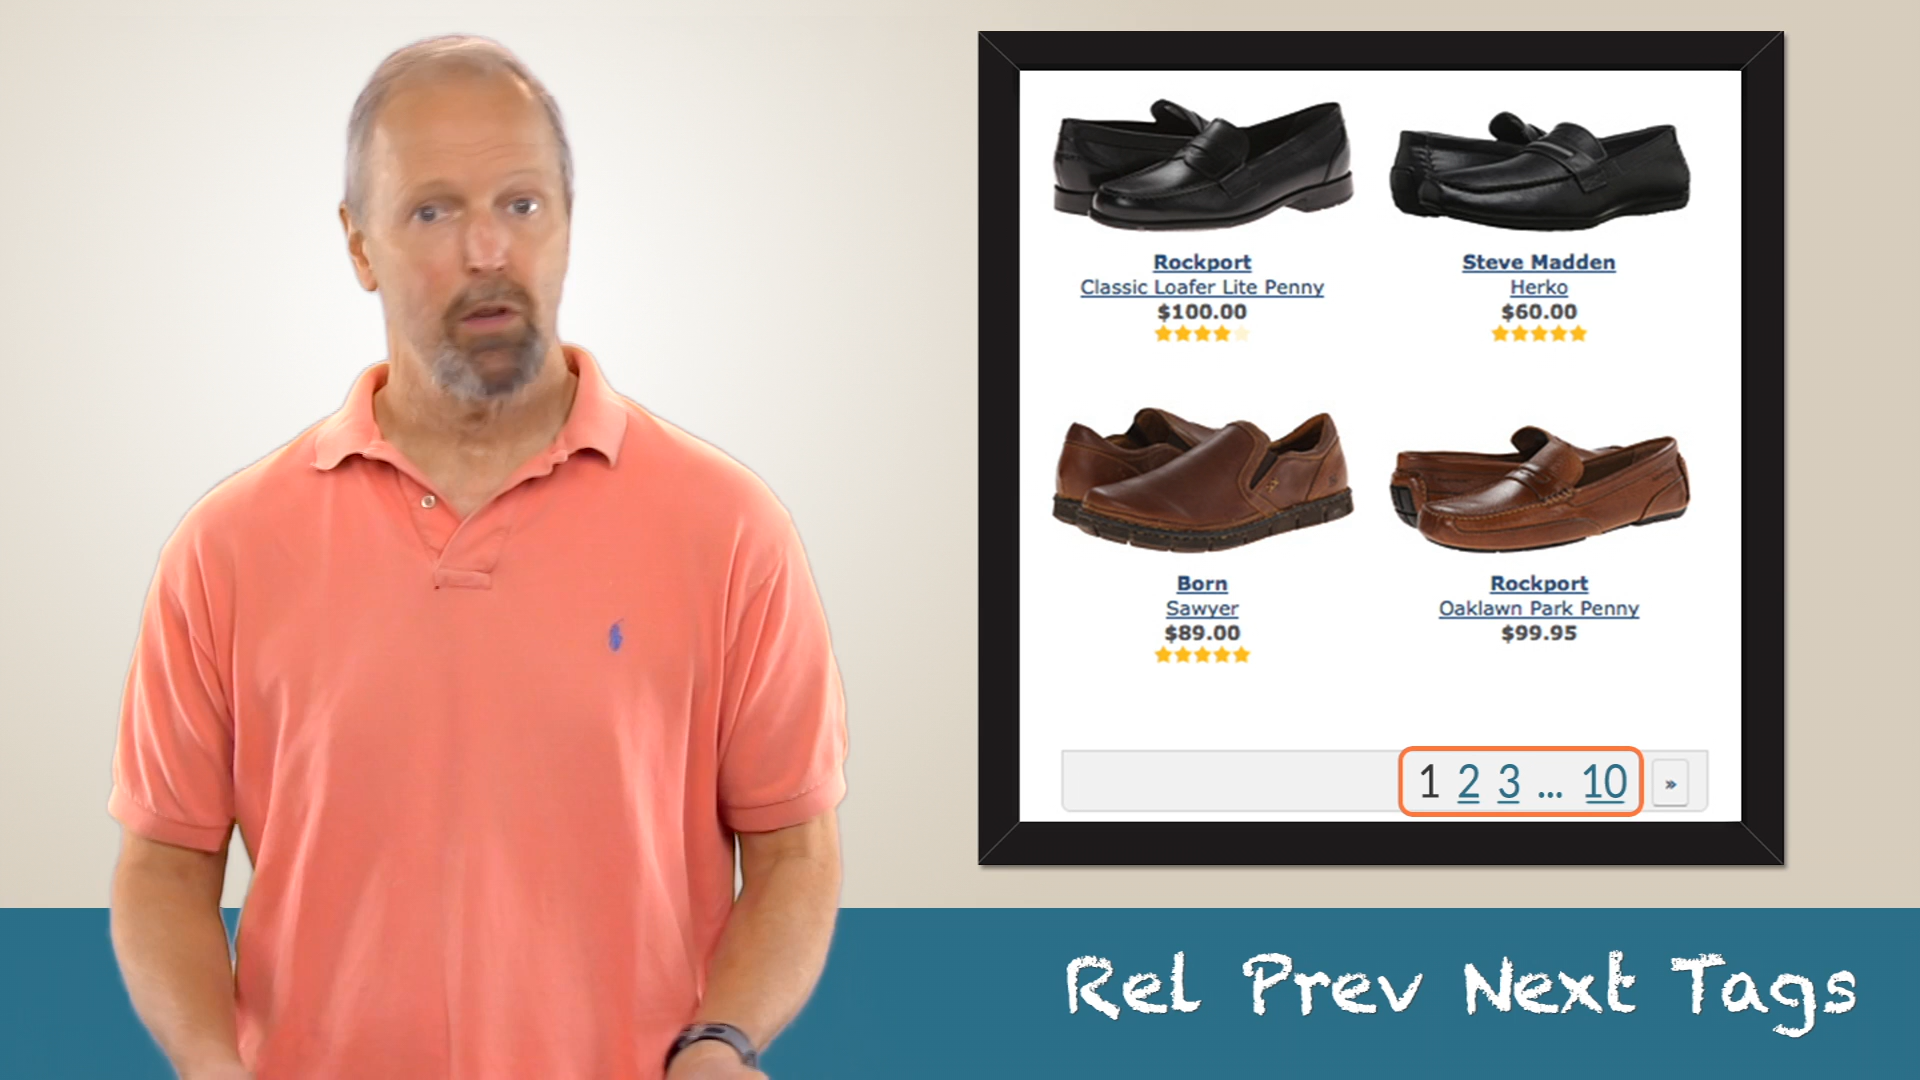 Rockport
Classic Loafer Lite Penny
$100.00
Steve Madden
Herko
$60.00
Born
Sawyer
$89.00
Rockport
Oaklawn Park Penny
$99.95
1 2 3 ... 10 »
Rel Prev Next Tags